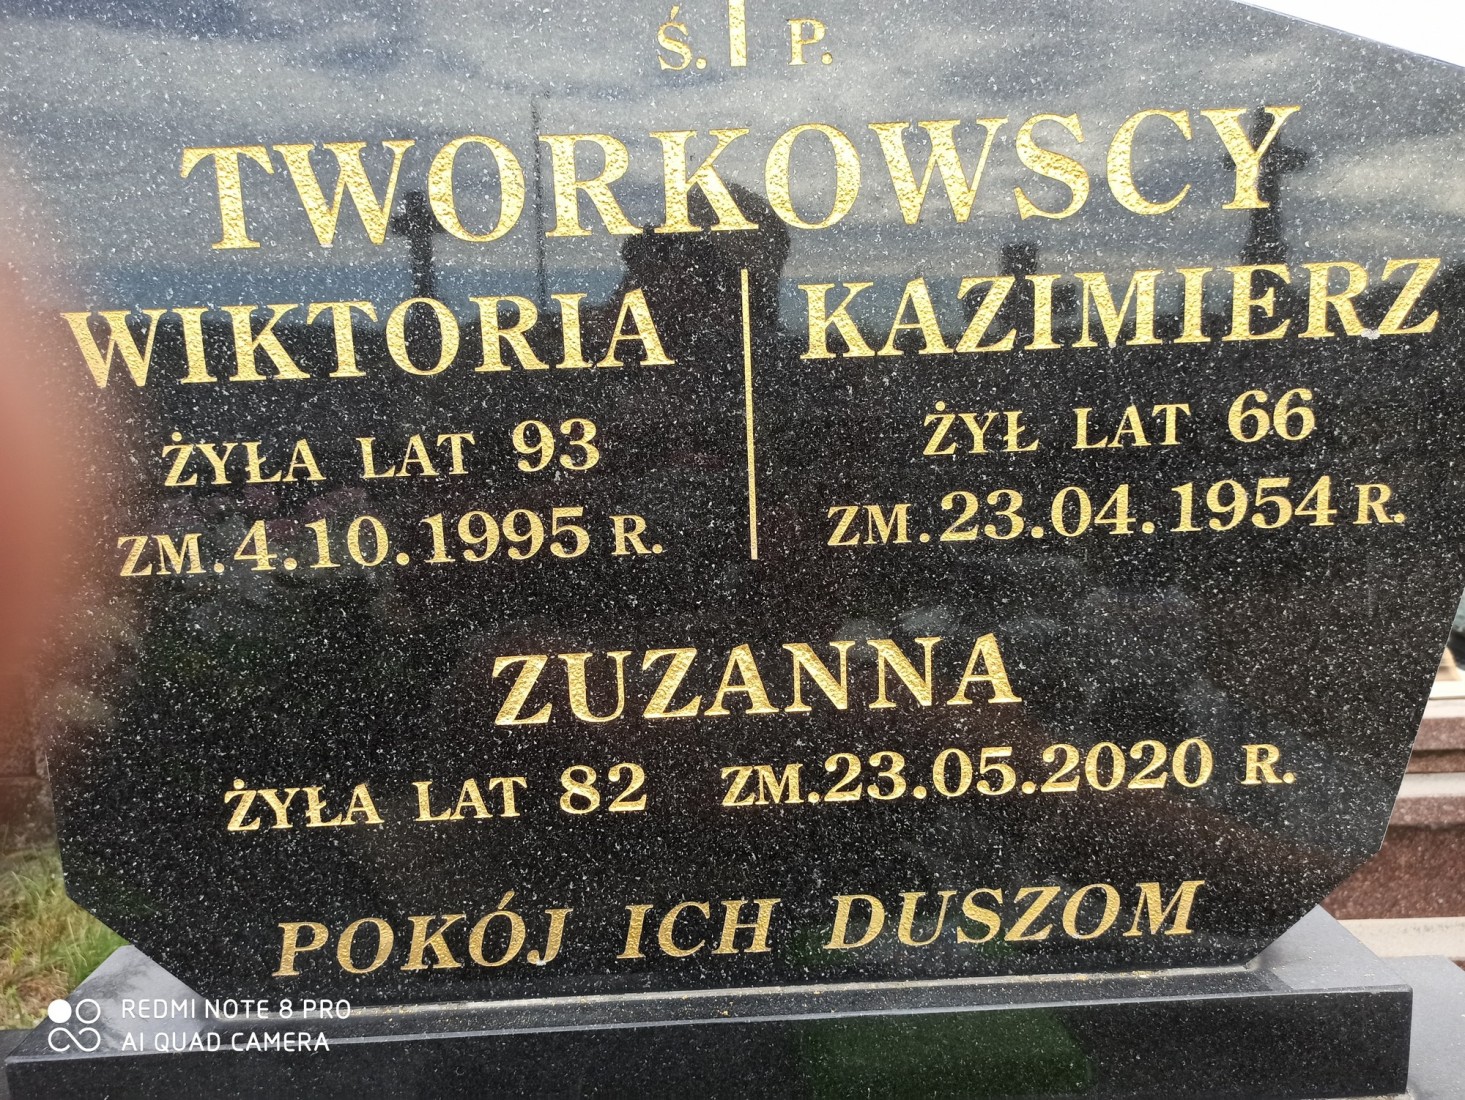 Ś. P.
TWORKOWSCY
WIKTORIA
ŻYŁA LAT 93
ZM. 4.10.1995 R.
KAZIMIERZ
ŻYŁ LAT 66
ZM. 23.04.1954 R.
ZUZANNA
ŻYŁA LAT 82 ZM. 23.05.2020 R.
POKÓJ ICH DUSZOM
REDMI NOTE 8 PRO
AI QUAD CAMERA